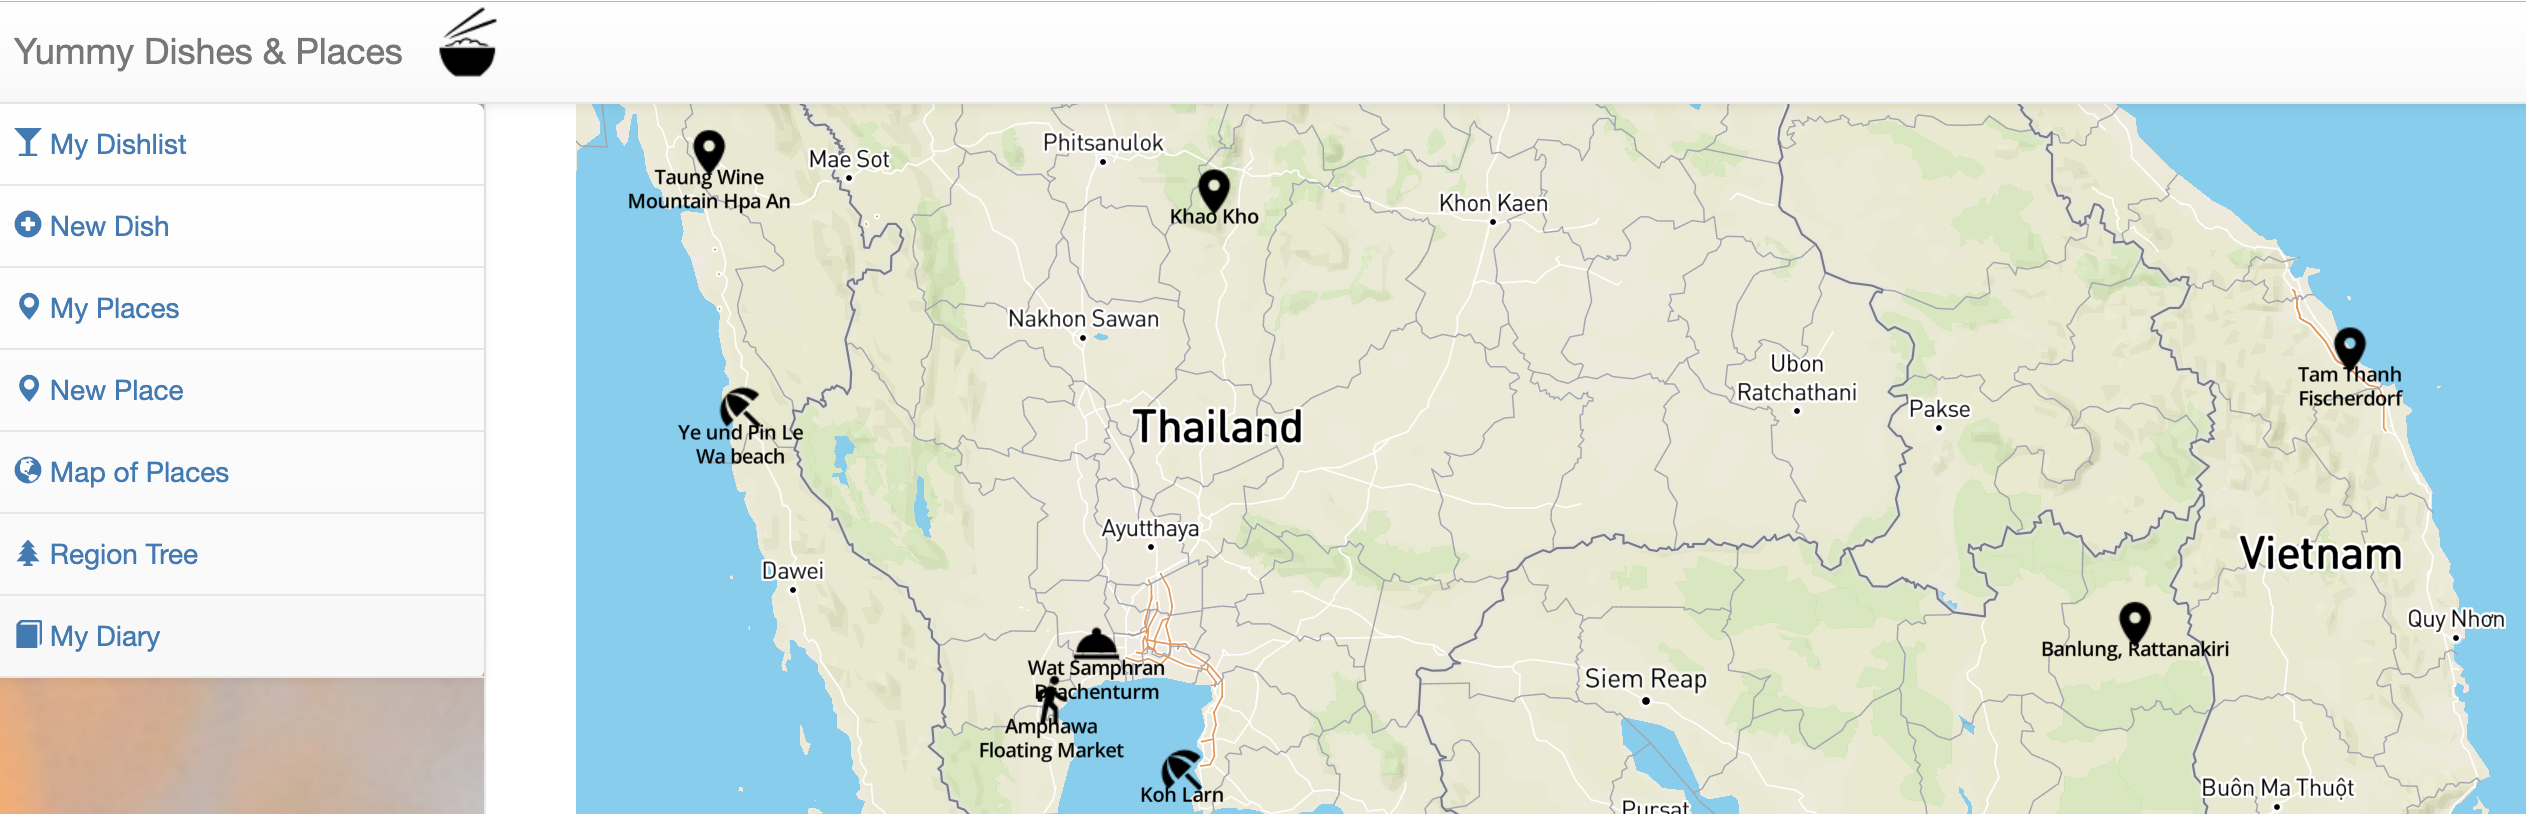 Yummy Dishes & Places
My Dishlist
New Dish
My Places
New Place
Map of Places
Region Tree
My Diary
Taung Wine
Mountain Hpa An
Mae Sot
Phitsanulok
Khao Kho
Khon Kaen
Nakhon Sawan
Ye und Pin Le
Wa beach
Thailand
Ubon
Ratchathani
Pakse
Tam Thanh
Fischerdorf
Ayutthaya
Dawei
Vietnam
Quy Nhơn
Wat Samphran
Drachenturm
Amphawa
Floating Market
Koh Larn
Siem Reap
Banlung, Rattanakiri
Buôn Ma Thuột
Pursat